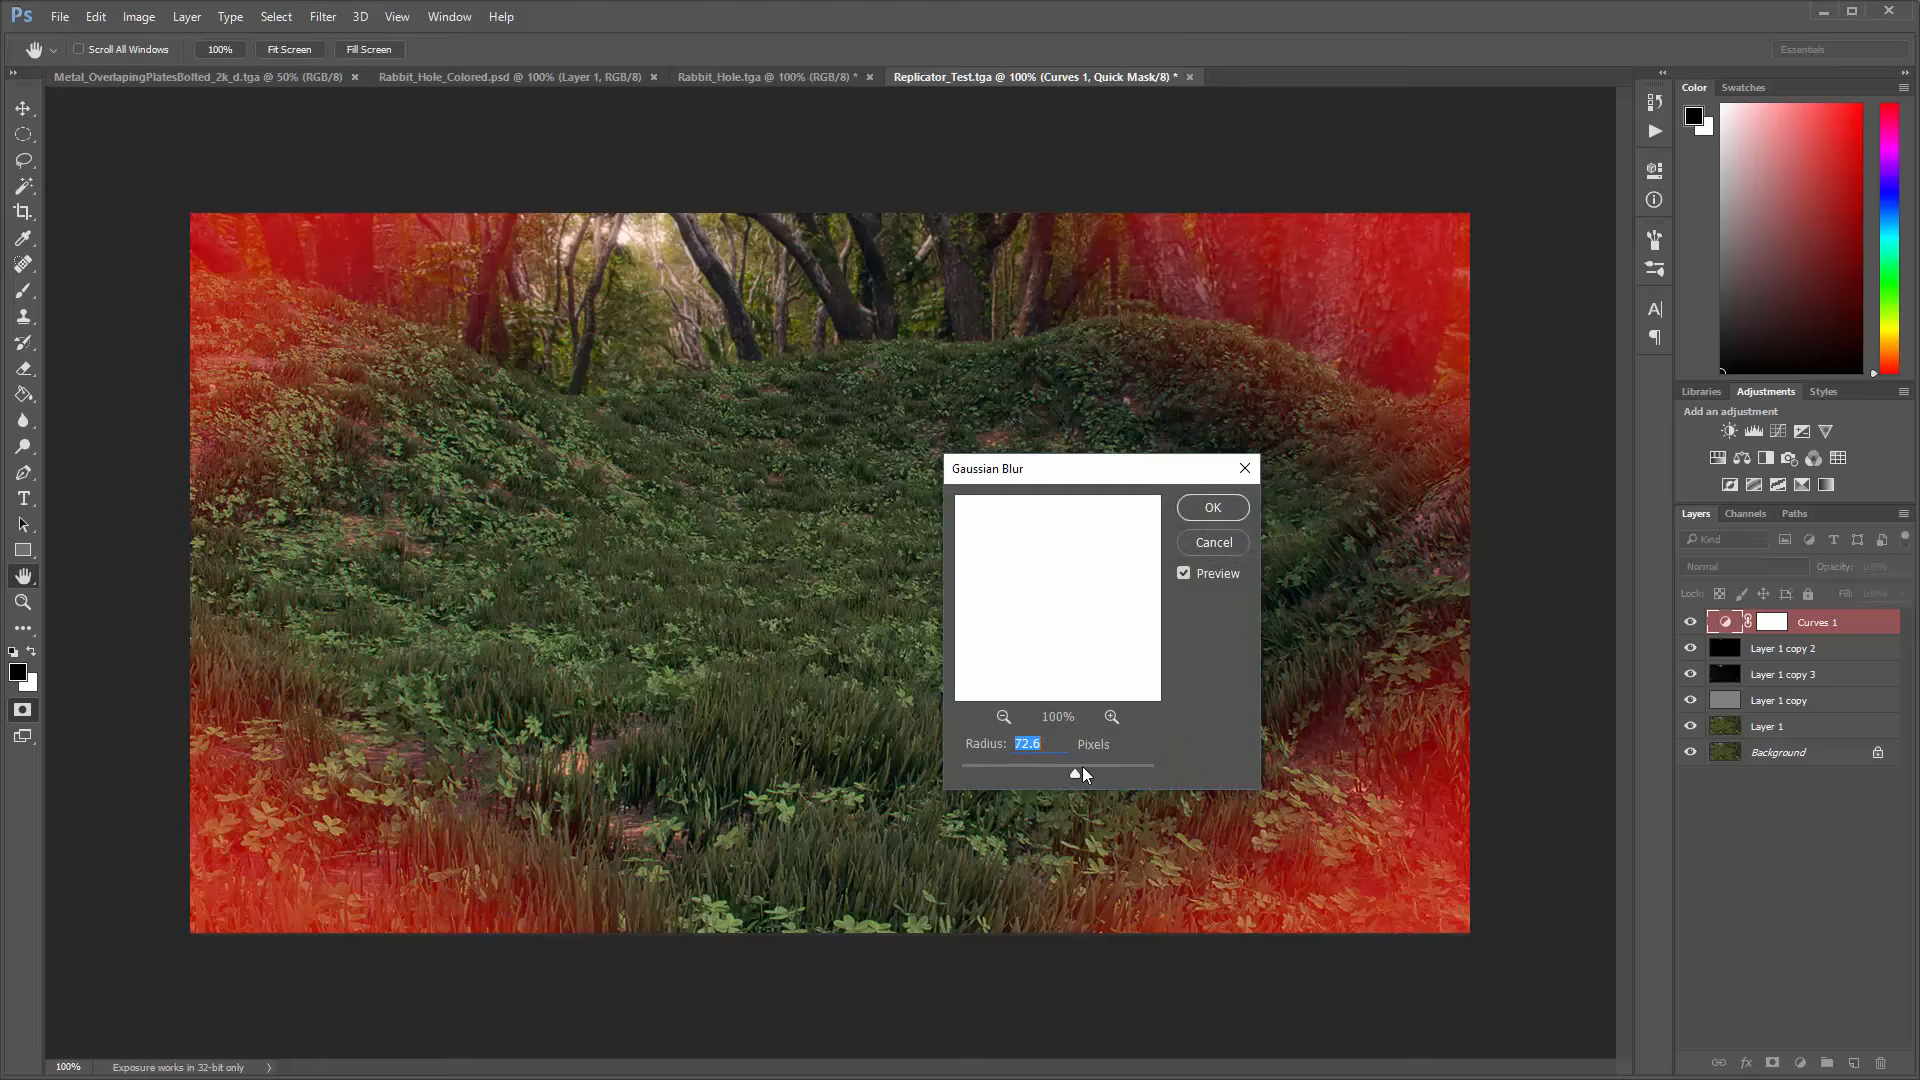 Ps File Edit Image Layer Type Select Filter 3D View Window Help
Scroll All Windows 100% Fit Screen Fill Screen Essentials
Metal_OverlapingPlatesBolted_2k_d.tga @ 50% (RGB/8) Rabbit_Hole_Colored.psd @ 100% (Layer 1, RGB/8) Rabbit_Hole.tga @ 100% (RGB/8) * Replicator_Test.tga @ 100% (Curves 1, Quick Mask/8) *
Color Swatches
Libraries Adjustments Styles
Add an adjustment
Layers Channels Paths
Kind
Normal Opacity: 100%
Lock: Fill: 100%
Curves 1
Layer 1 copy 2
Layer 1 copy 3
Layer 1 copy
Layer 1
Background
Gaussian Blur
OK
Cancel
Preview
100%
Radius: 72.6 Pixels
100% Exposure works in 32-bit only